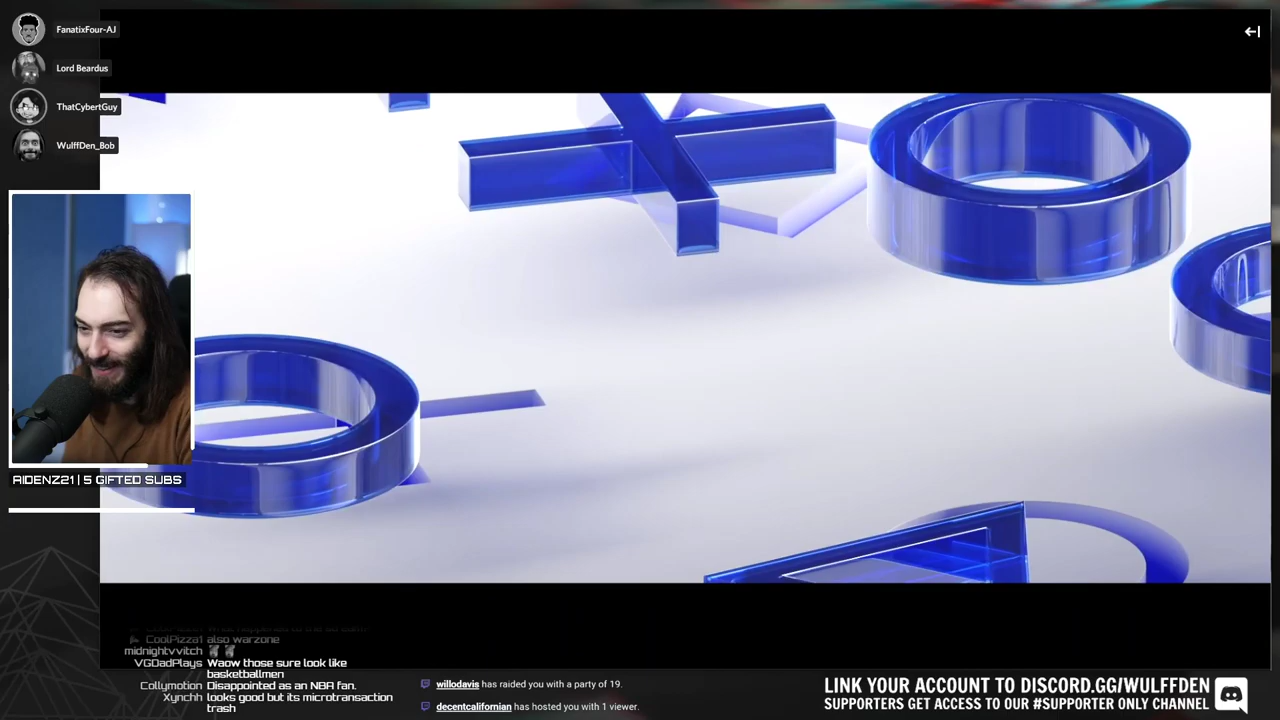 FanatixFour-AJ
Lord Beardus
ThatCybertGuy
WulffDen_Bob
AIDENZ21 | 5 GIFTED SUBS
CoolPizza1 also warzone
midnightvvitch
VGDadPlays Waow those sure look like
basketballmen
Collymotion Disappointed as an NBA fan.
Xynchh looks good but its microtransaction
trash
willodavis has raided you with a party of 19.
decentcalifornian has hosted you with 1 viewer.
LINK YOUR ACCOUNT TO DISCORD.GG/WULFFDEN
SUPPORTERS GET ACCESS TO OUR #SUPPORTER ONLY CHANNEL